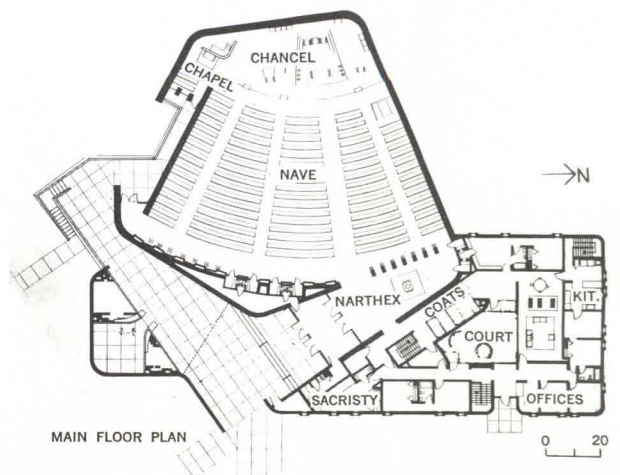 CHANCEL
CHAPEL
NAVE
N
NARTHEX
COATS
KIT.
COURT
SACRISTY
OFFICES
MAIN FLOOR PLAN
0 20